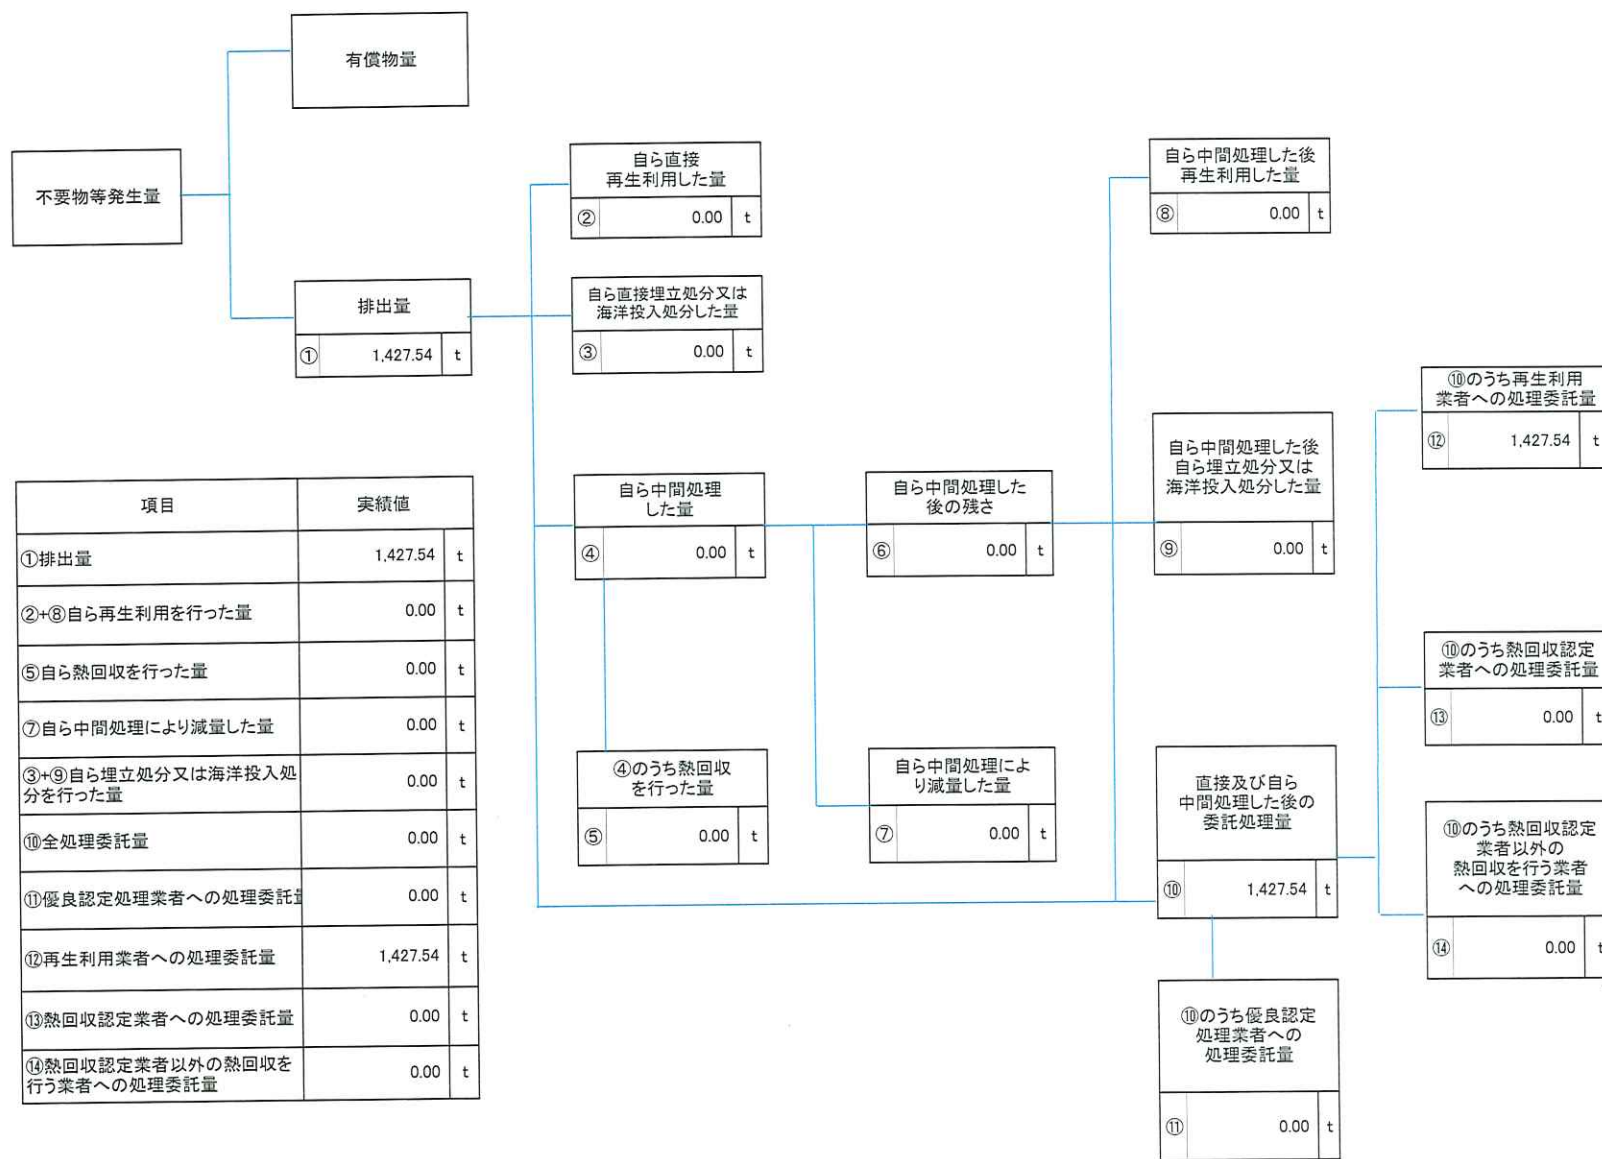 有償物量
不要物等発生量
排出量
① 1,427.54 t
自ら直接
再生利用した量
② 0.00 t
自ら直接埋立処分又は
海洋投入処分した量
③ 0.00 t
自ら中間処理
した量
④ 0.00 t
④のうち熱回収
を行った量
⑤ 0.00 t
自ら中間処理した
後の残さ
⑥ 0.00 t
自ら中間処理によ
り減量した量
⑦ 0.00 t
自ら中間処理した後
再生利用した量
⑧ 0.00 t
自ら中間処理した後
自ら埋立処分又は
海洋投入処分した量
⑨ 0.00 t
直接及び自ら
中間処理した後の
委託処理量
⑩ 1,427.54 t
⑩のうち優良認定
処理業者への
処理委託量
⑪ 0.00 t
⑩のうち再生利用
業者への処理委託量
⑫ 1,427.54 t
⑩のうち熱回収認定
業者への処理委託量
⑬ 0.00 t
⑩のうち熱回収認定
業者以外の
熱回収を行う業者
への処理委託量
⑭ 0.00 t
項目 実績値
①排出量 1,427.54 t
②+⑧自ら再生利用を行った量 0.00 t
⑤自ら熱回収を行った量 0.00 t
⑦自ら中間処理により減量した量 0.00 t
③+⑨自ら埋立処分又は海洋投入処
分を行った量 0.00 t
⑩全処理委託量 0.00 t
⑪優良認定処理業者への処理委託量 0.00 t
⑫再生利用業者への処理委託量 1,427.54 t
⑬熱回収認定業者への処理委託量 0.00 t
⑭熱回収認定業者以外の熱回収を
行う業者への処理委託量 0.00 t